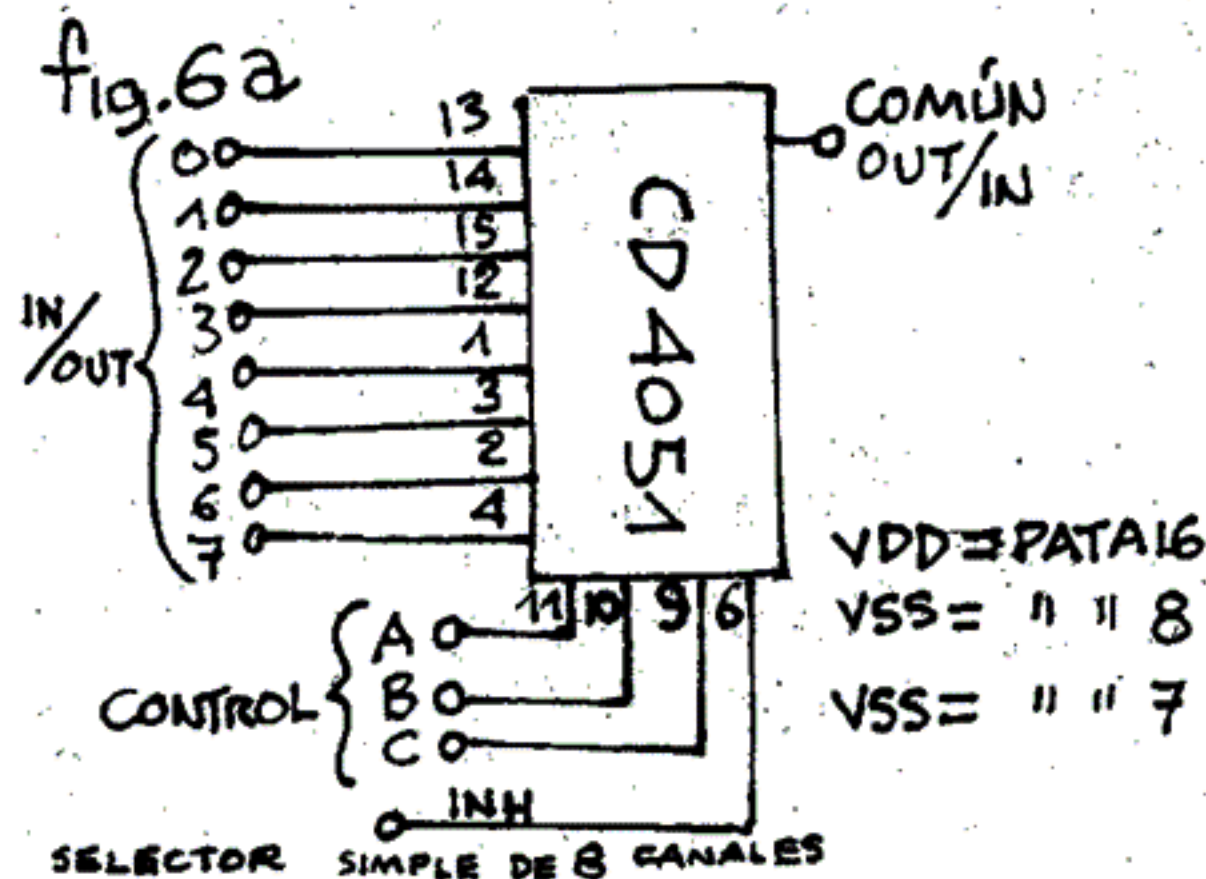 fig.6a
13
COMÚN
OUT/IN
0
14
1
15
2
12
3
1
4
3
5
2
6
4
7
IN/OUT
CD4051
VDD=PATA16
VSS= " " 8
VSS= " " 7
11 10 9 6
CONTROL
A
B
C
INH
SELECTOR SIMPLE DE 8 CANALES